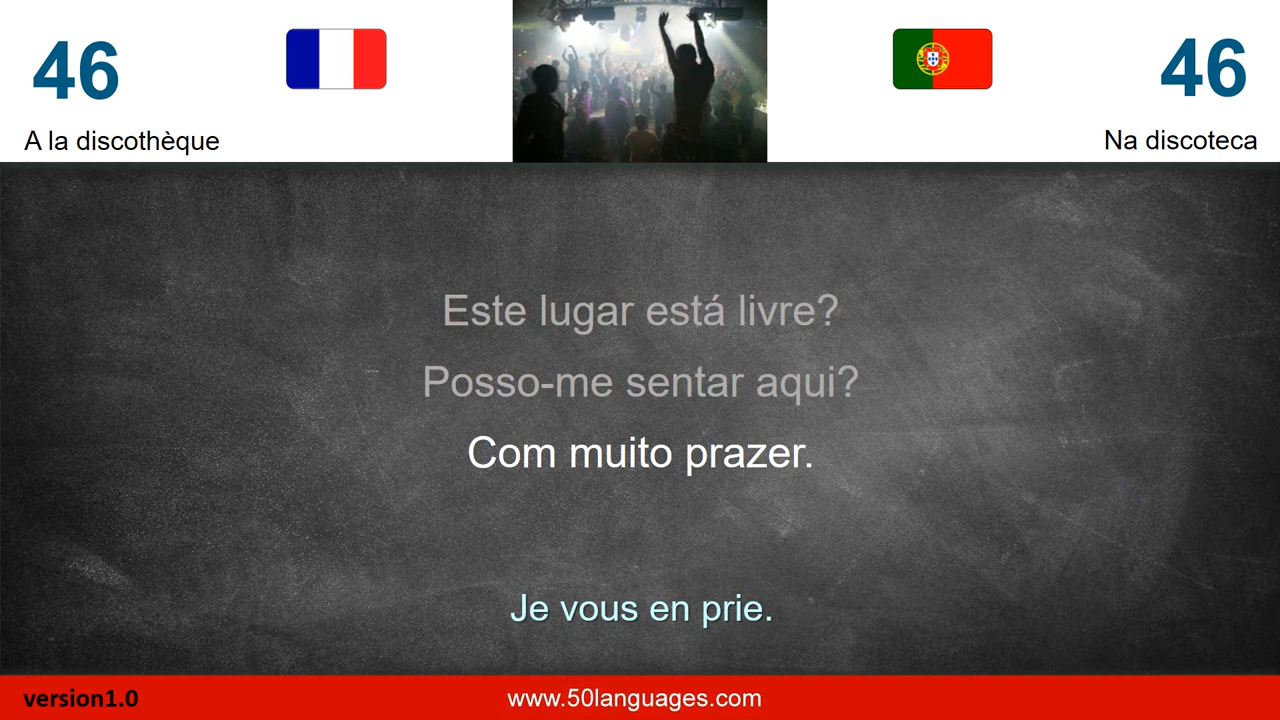 46
46
A la discothèque
Na discoteca
Este lugar está livre?
Posso-me sentar aqui?
Com muito prazer.
Je vous en prie.
version1.0
www.50languages.com